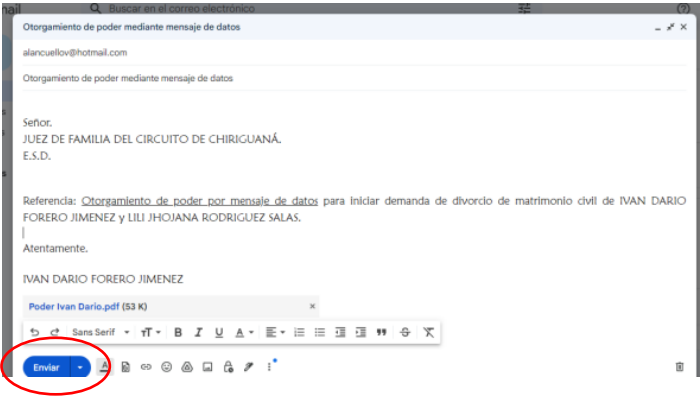 Buscar en el correo electrónico
Otorgamiento de poder mediante mensaje de datos
alancuellov@hotmail.com
Otorgamiento de poder mediante mensaje de datos
Señor.
JUEZ DE FAMILIA DEL CIRCUITO DE CHIRIGUANÁ.
E.S.D.
Referencia: Otorgamiento de poder por mensaje de datos para iniciar demanda de divorcio de matrimonio civil de IVAN DARIO
FORERO JIMENEZ y LILI JHOJANA RODRIGUEZ SALAS.
Atentamente.
IVAN DARIO FORERO JIMENEZ
Poder Ivan Dario.pdf (53 K)
Sans Serif
Enviar